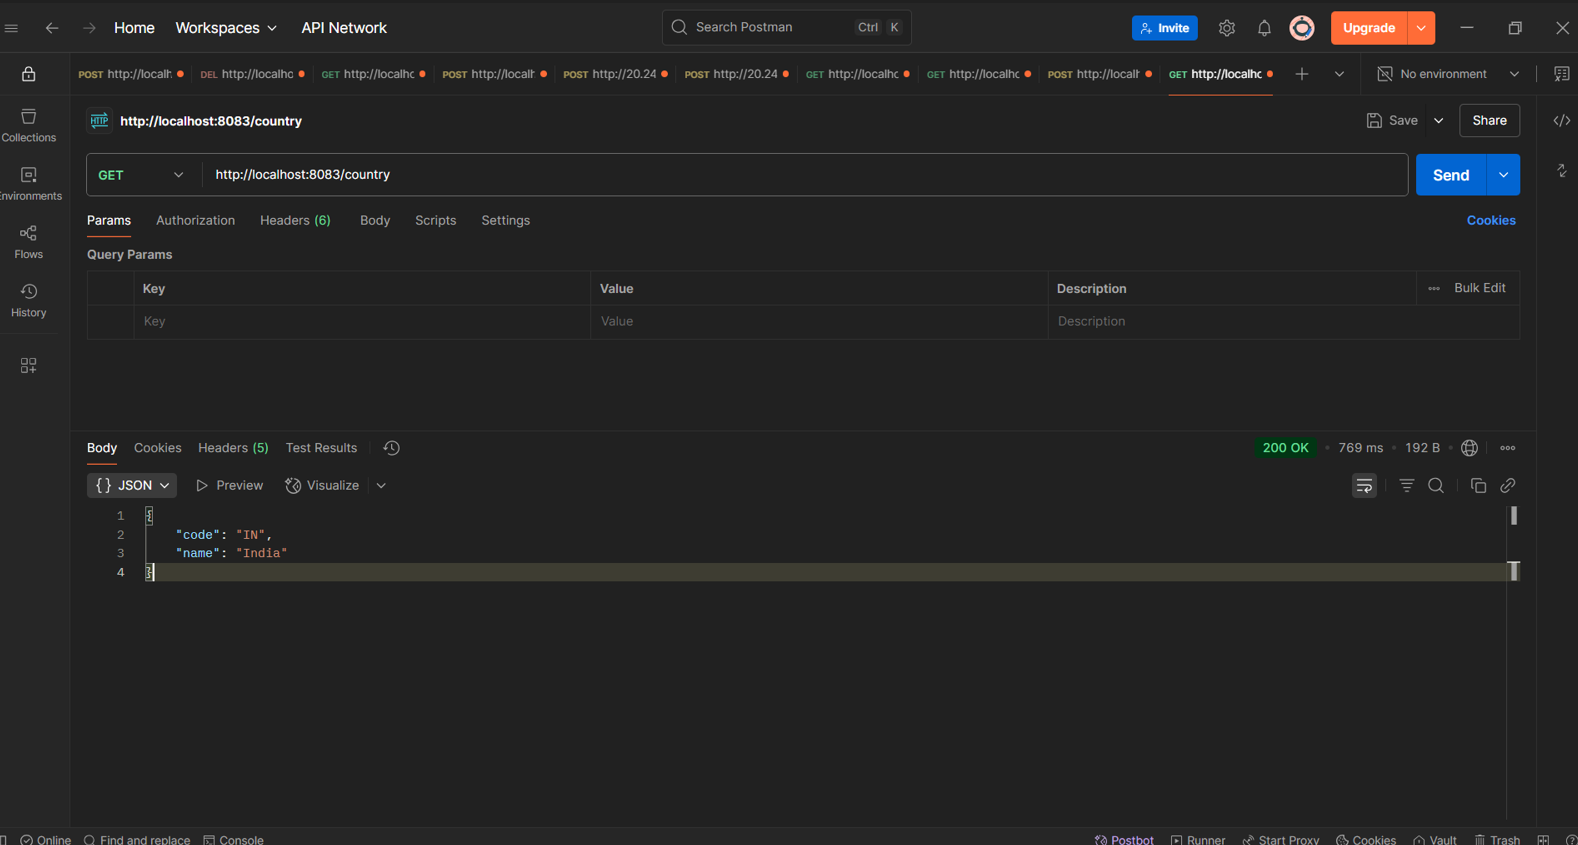 Home Workspaces API Network Search Postman Ctrl K Invite Upgrade
POST http://localh DEL http://localho GET http://localhc POST http://localh POST http://20.24 POST http://20.24 GET http://localhc GET http://localhc POST http://localh GET http://localhc No environment
HTTP http://localhost:8083/country Save Share
GET http://localhost:8083/country Send
Params Authorization Headers (6) Body Scripts Settings Cookies
Query Params
Key Value Description Bulk Edit
Key Value Description
Collections
Environments
Flows
History
Body Cookies Headers (5) Test Results 200 OK • 769 ms • 192 B
{} JSON Preview Visualize
1 {
2 "code": "IN",
3 "name": "India"
4 }
Online Find and replace Console Postbot Runner Start Proxy Cookies Vault Trash